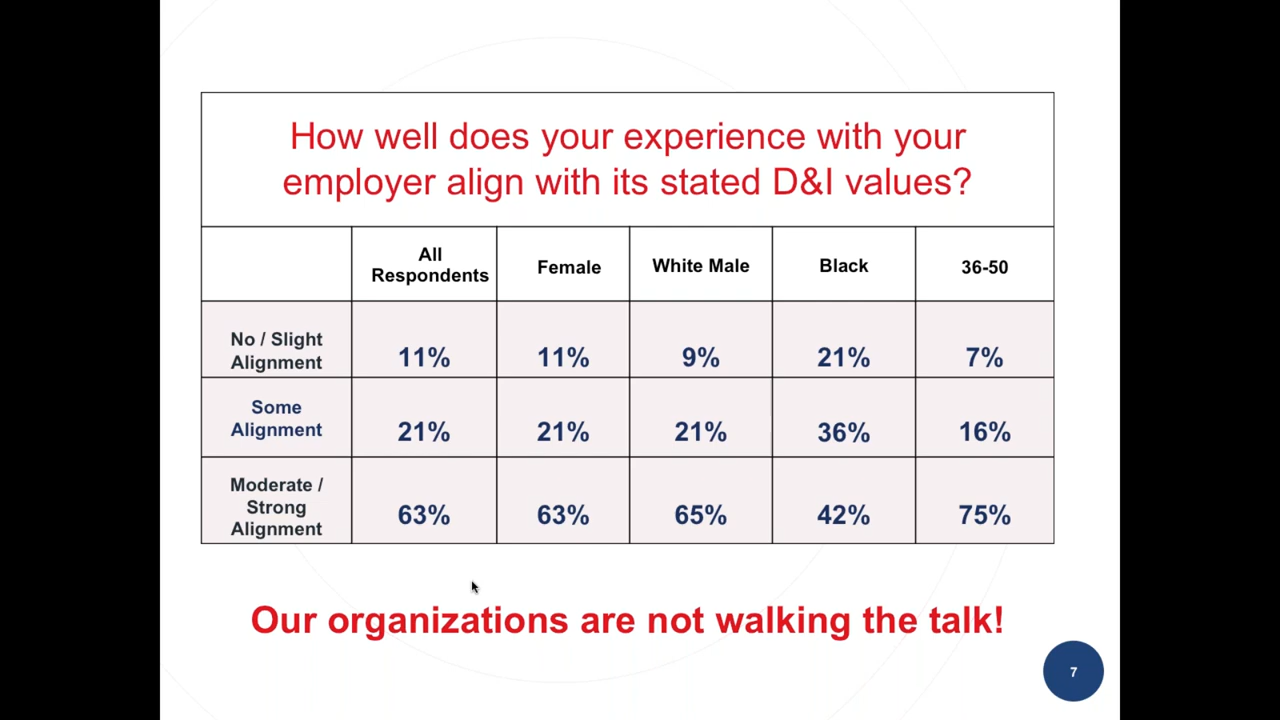 How well does your experience with your
employer align with its stated D&I values?
All
Respondents
Female
White Male
Black
36-50
No / Slight
Alignment
11%
11%
9%
21%
7%
Some
Alignment
21%
21%
21%
36%
16%
Moderate /
Strong
Alignment
63%
63%
65%
42%
75%
Our organizations are not walking the talk!
7